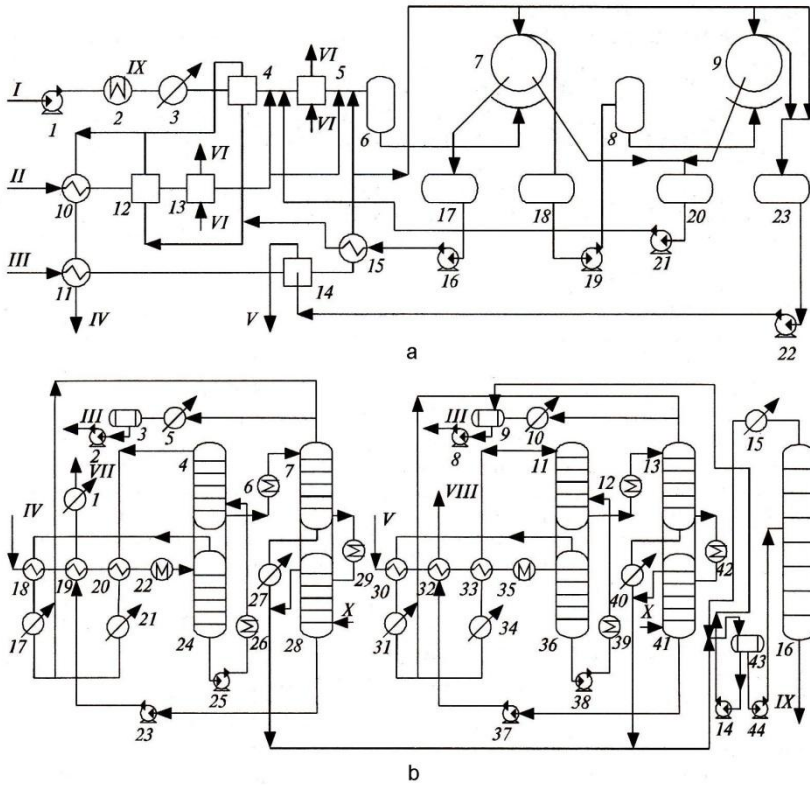 I 1 2 IX 3 4 VI 5 6 7 8 9
VI
II 10 12 13 VI 17 18 20 23
III 11 14 15 16 19 21
IV V 22
a
III 3 5 4 7 III 9 10 11 13 15
2 VII 6 8 12
IV 1 VIII V
18 19 20 22 27 29 30 32 33 35 40 42
17 21 24 26 28 X 31 34 36 39 X 41 43 16
25 38 14 44 IX
23 37
b